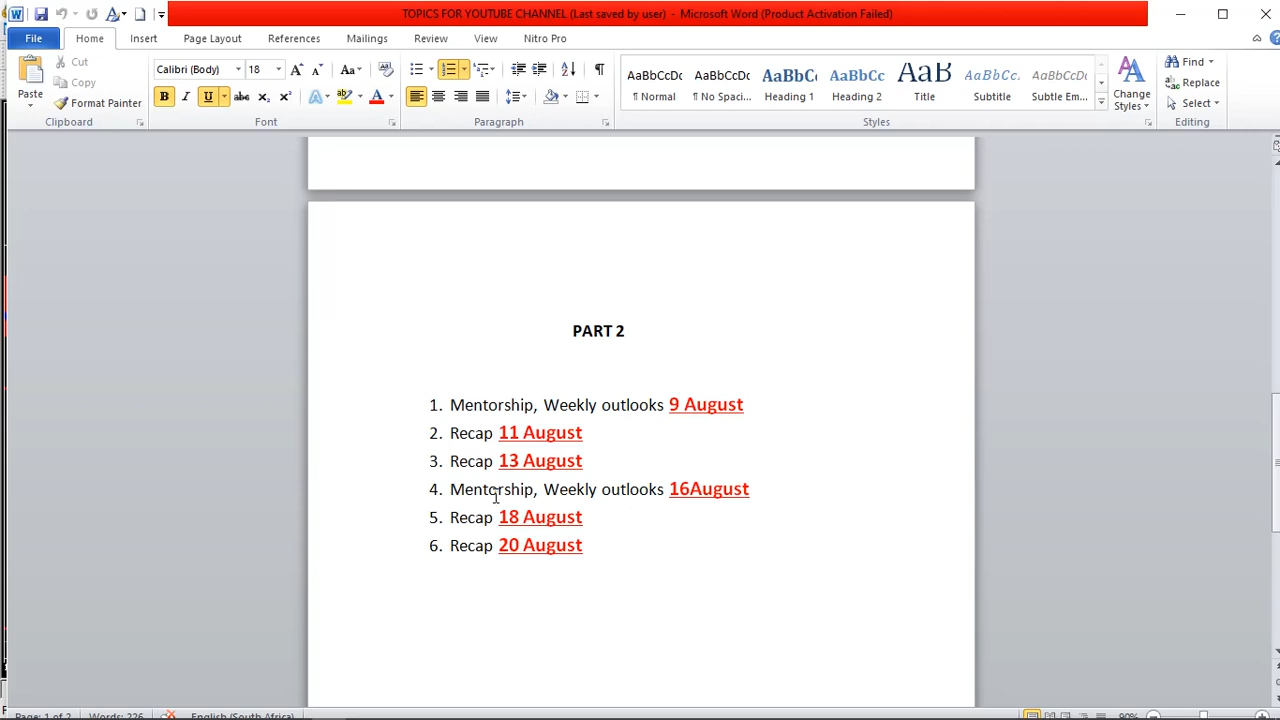 TOPICS FOR YOUTUBE CHANNEL (Last saved by user) - Microsoft Word (Product Activation Failed)
File Home Insert Page Layout References Mailings Review View Nitro Pro
Paste
Cut
Copy
Format Painter
Clipboard
Calibri (Body) 18
Font
Paragraph
AaBbCcDc AaBbCcDc AaBbC AaBbCc AaB AaBbCc. AaBbCcDc
¶ Normal ¶ No Spaci... Heading 1 Heading 2 Title Subtitle Subtle Em...
Styles
Change Styles
Find
Replace
Select
Editing
PART 2
1. Mentorship, Weekly outlooks 9 August
2. Recap 11 August
3. Recap 13 August
4. Mentorship, Weekly outlooks 16August
5. Recap 18 August
6. Recap 20 August
Page: 1 of 2 Words: 226 English (South Africa) 90%